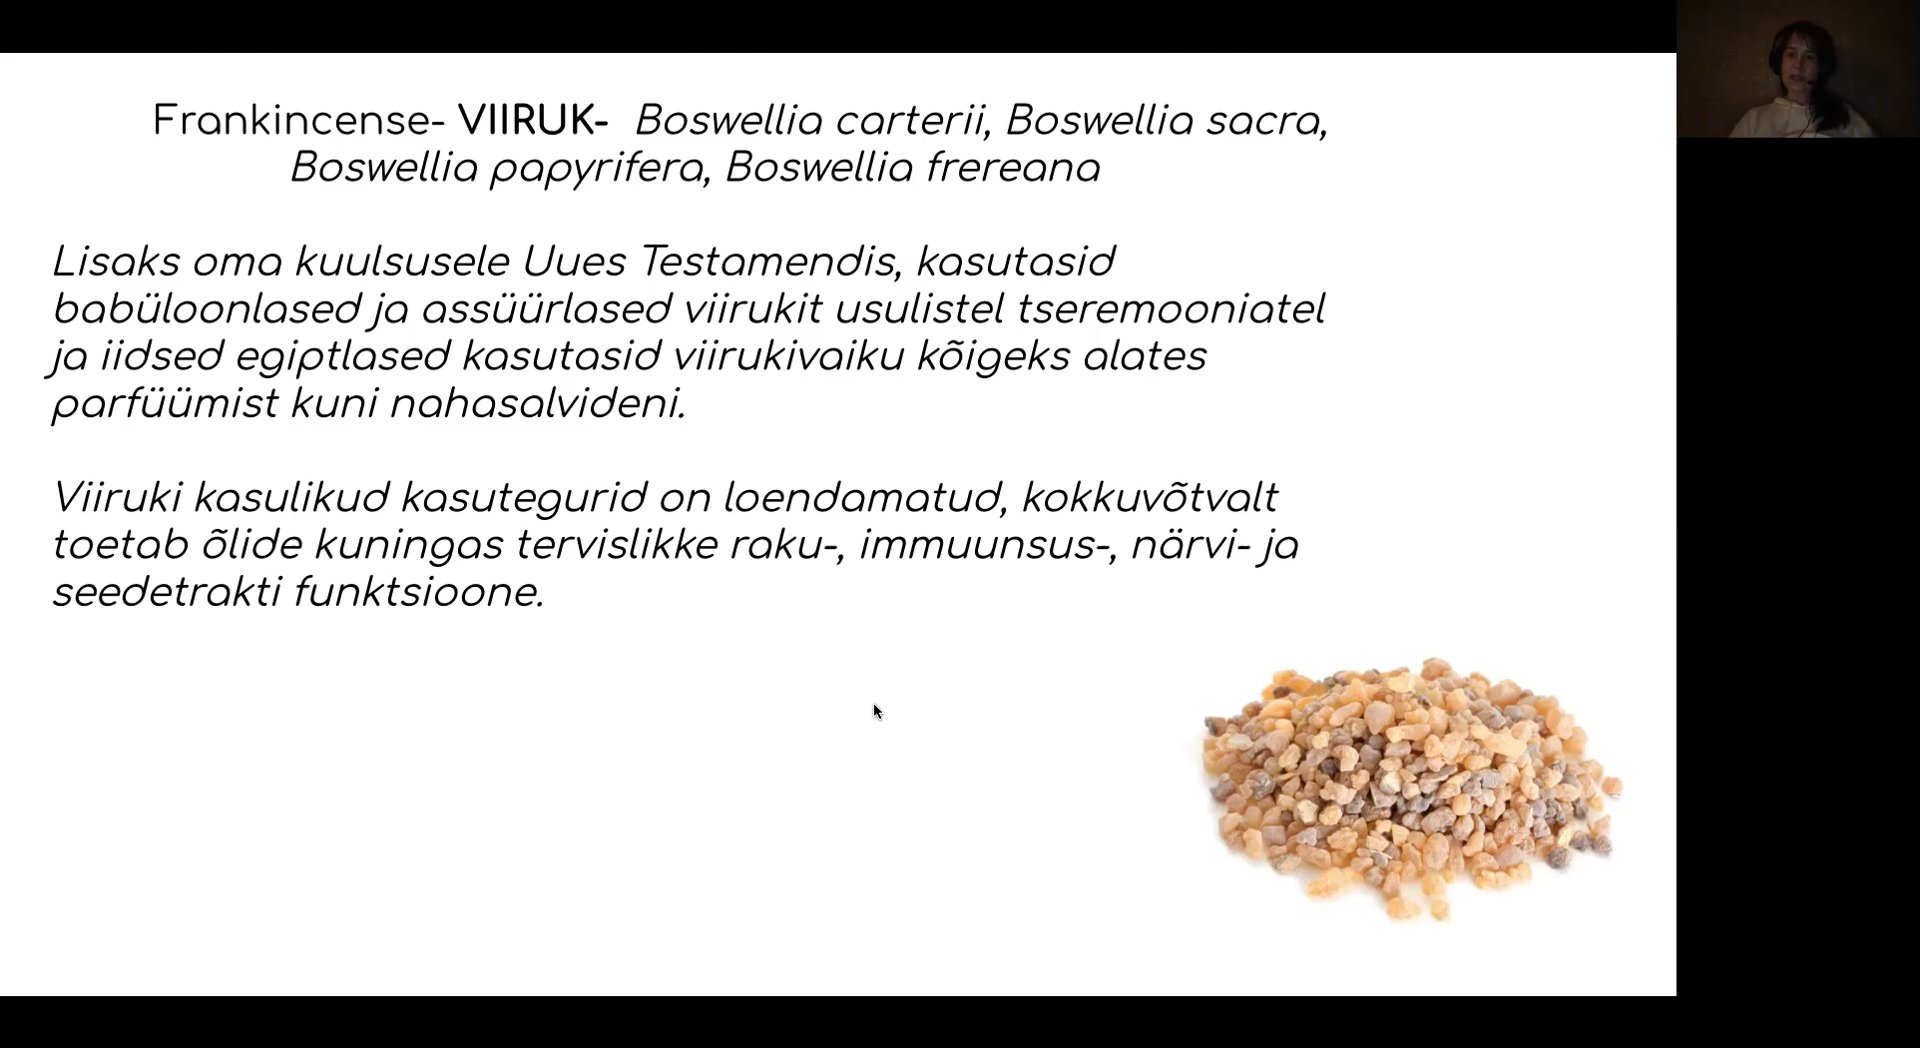 Frankincense- VIIRUK- Boswellia carterii, Boswellia sacra,
Boswellia papyrifera, Boswellia frereana
Lisaks oma kuulsusele Uues Testamendis, kasutasid
babüloonlased ja assüürlased viirukit usulistel tseremooniatel
ja iidsed egiptlased kasutasid viirukivaiku kõigeks alates
parfüümist kuni nahasalvideni.
Viiruki kasulikud kasutegurid on loendamatud, kokkuvõtvalt
toetab õlide kuningas tervislikke raku-, immuunsus-, närvi- ja
seedetrakti funktsioone.